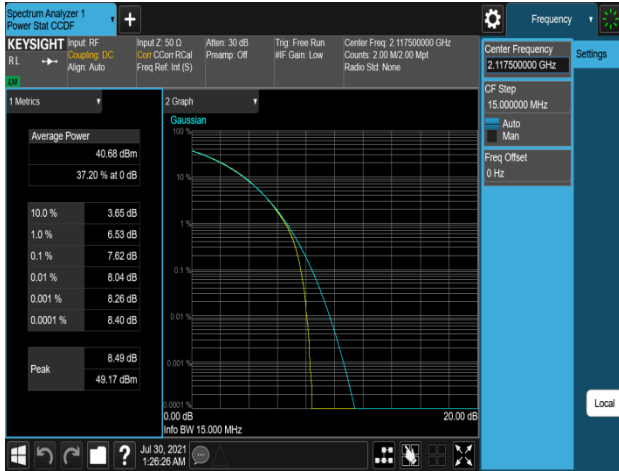 Spectrum Analyzer 1
Power Stat CCDF
Frequency
KEYSIGHT
RL
LW
Input: RF
Coupling: DC
Align: Auto
Input Z: 50 Ω
Corr CCorr RCal
Freq Ref: Int (S)
Atten: 30 dB
Preamp: Off
Trig: Free Run
#IF Gain: Low
Center Freq: 2.117500000 GHz
Counts: 2.00 M/2.00 Mpt
Radio Std: None
Center Frequency
2.117500000 GHz
Settings
CF Step
15.000000 MHz
Auto
Man
Freq Offset
0 Hz
1 Metrics
Average Power
40.68 dBm
37.20 % at 0 dB
10.0 % 3.65 dB
1.0 % 6.53 dB
0.1 % 7.62 dB
0.01 % 8.04 dB
0.001 % 8.26 dB
0.0001 % 8.40 dB
Peak
8.49 dB
49.17 dBm
2 Graph
Gaussian
100 %
10 %
1 %
0.1 %
0.01 %
0.001 %
0.0001 %
0.00 dB
20.00 dB
Info BW 15.000 MHz
Local
?
Jul 30, 2021
1:26:26 AM